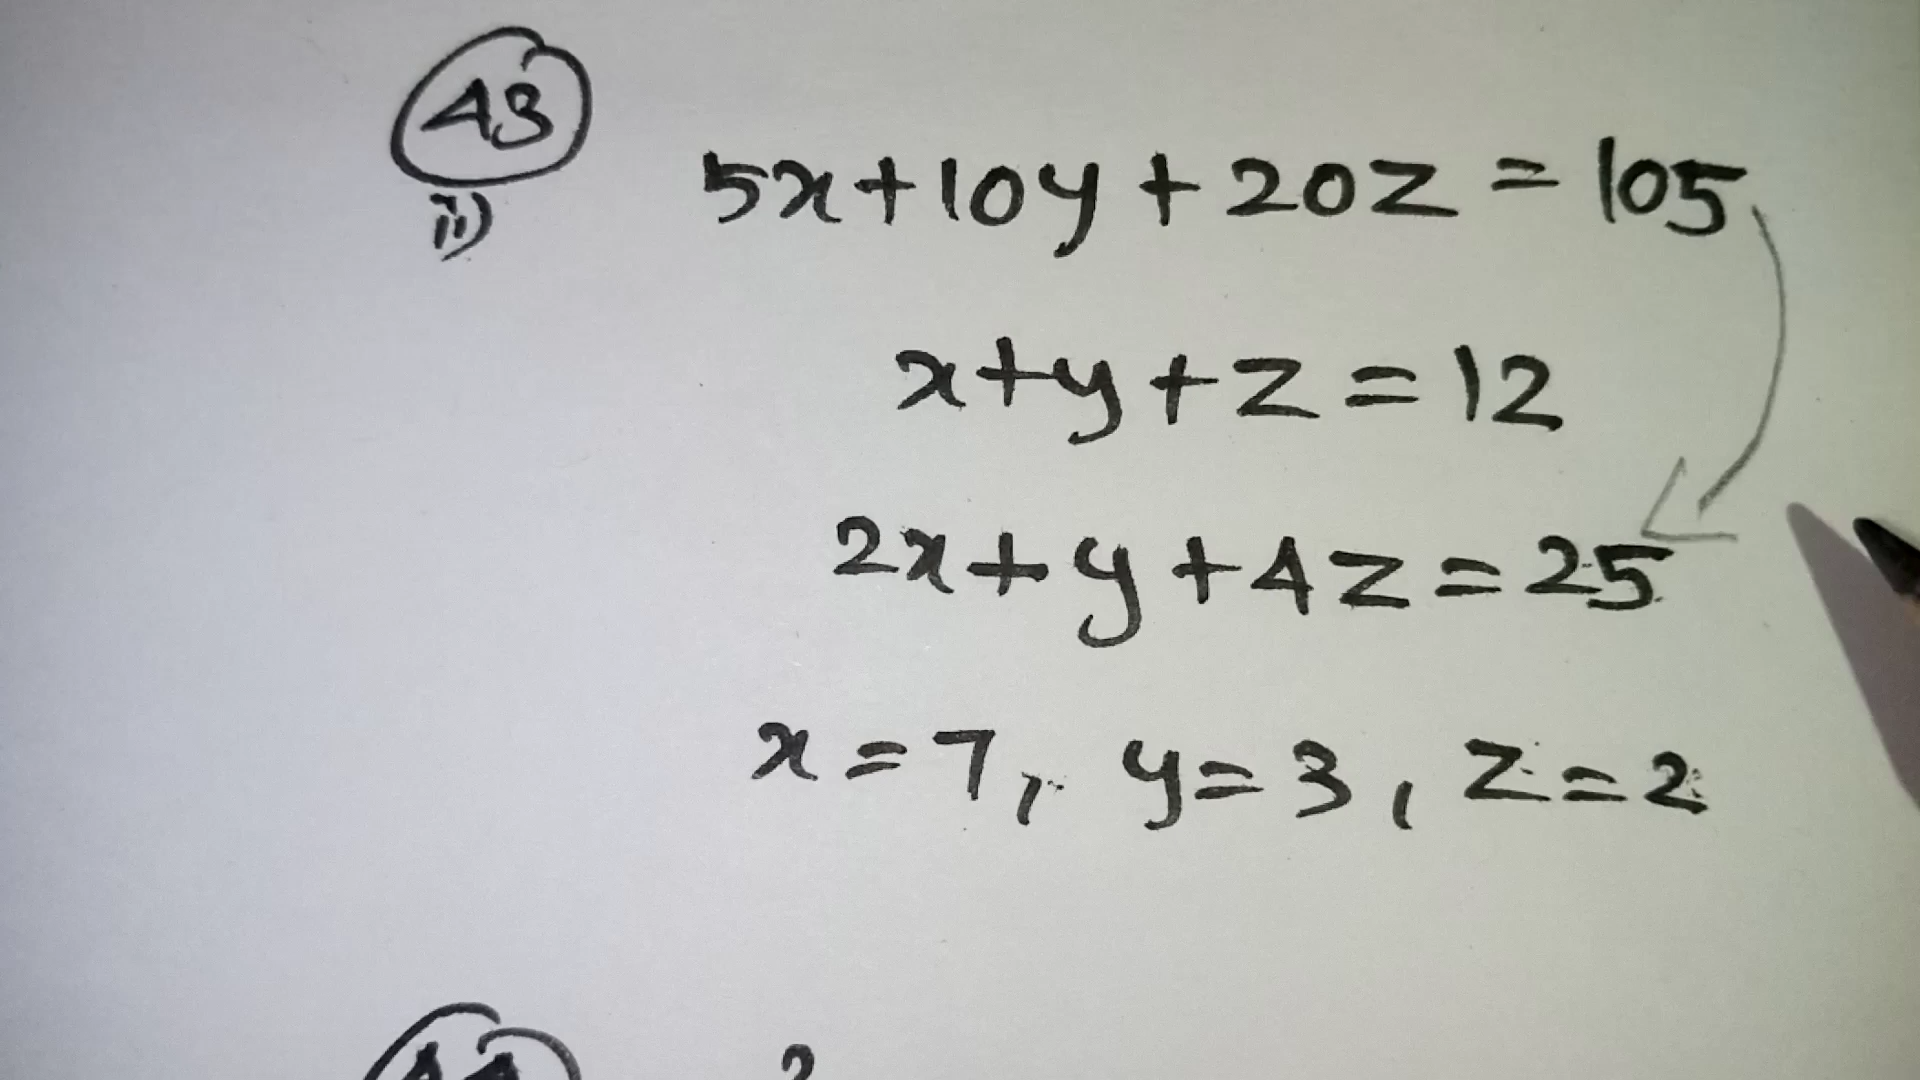 43
ii)
5x+10y+20z=105
x+y+z=12
2x+y+4z=25
x=7, y=3, z=2